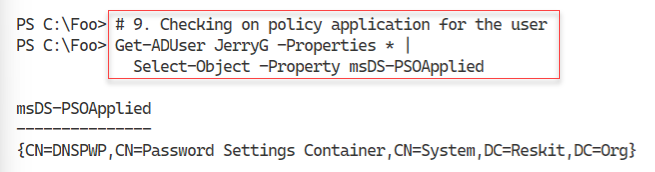 PS C:\Foo> # 9. Checking on policy application for the user
PS C:\Foo> Get-ADUser JerryG -Properties * |
Select-Object -Property msDS-PSOApplied
msDS-PSOApplied
---------------
{CN=DNSPWP,CN=Password Settings Container,CN=System,DC=Reskit,DC=Org}